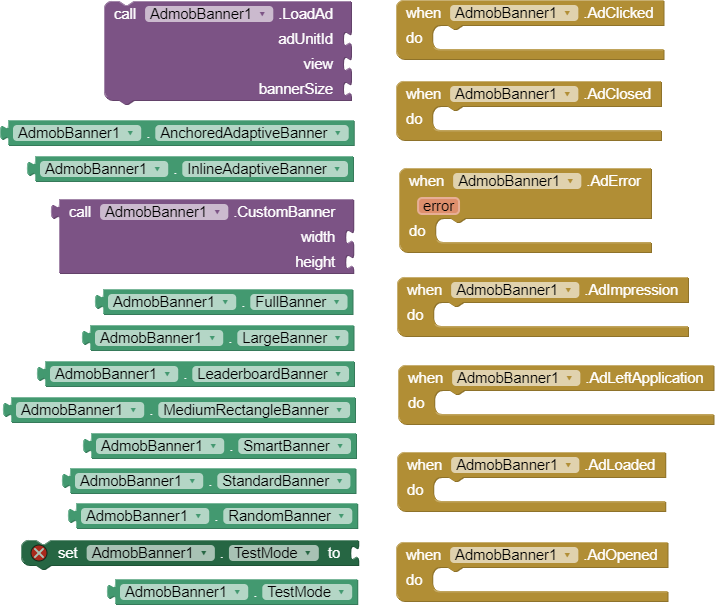 call AdmobBanner1 .LoadAd
adUnitId
view
bannerSize
AdmobBanner1 . AnchoredAdaptiveBanner
AdmobBanner1 . InlineAdaptiveBanner
call AdmobBanner1 .CustomBanner
width
height
AdmobBanner1 . FullBanner
AdmobBanner1 . LargeBanner
AdmobBanner1 . LeaderboardBanner
AdmobBanner1 . MediumRectangleBanner
AdmobBanner1 . SmartBanner
AdmobBanner1 . StandardBanner
AdmobBanner1 . RandomBanner
set AdmobBanner1 . TestMode to
AdmobBanner1 . TestMode
when AdmobBanner1 .AdClicked
do
when AdmobBanner1 .AdClosed
do
when AdmobBanner1 .AdError
error
do
when AdmobBanner1 .AdImpression
do
when AdmobBanner1 .AdLeftApplication
do
when AdmobBanner1 .AdLoaded
do
when AdmobBanner1 .AdOpened
do